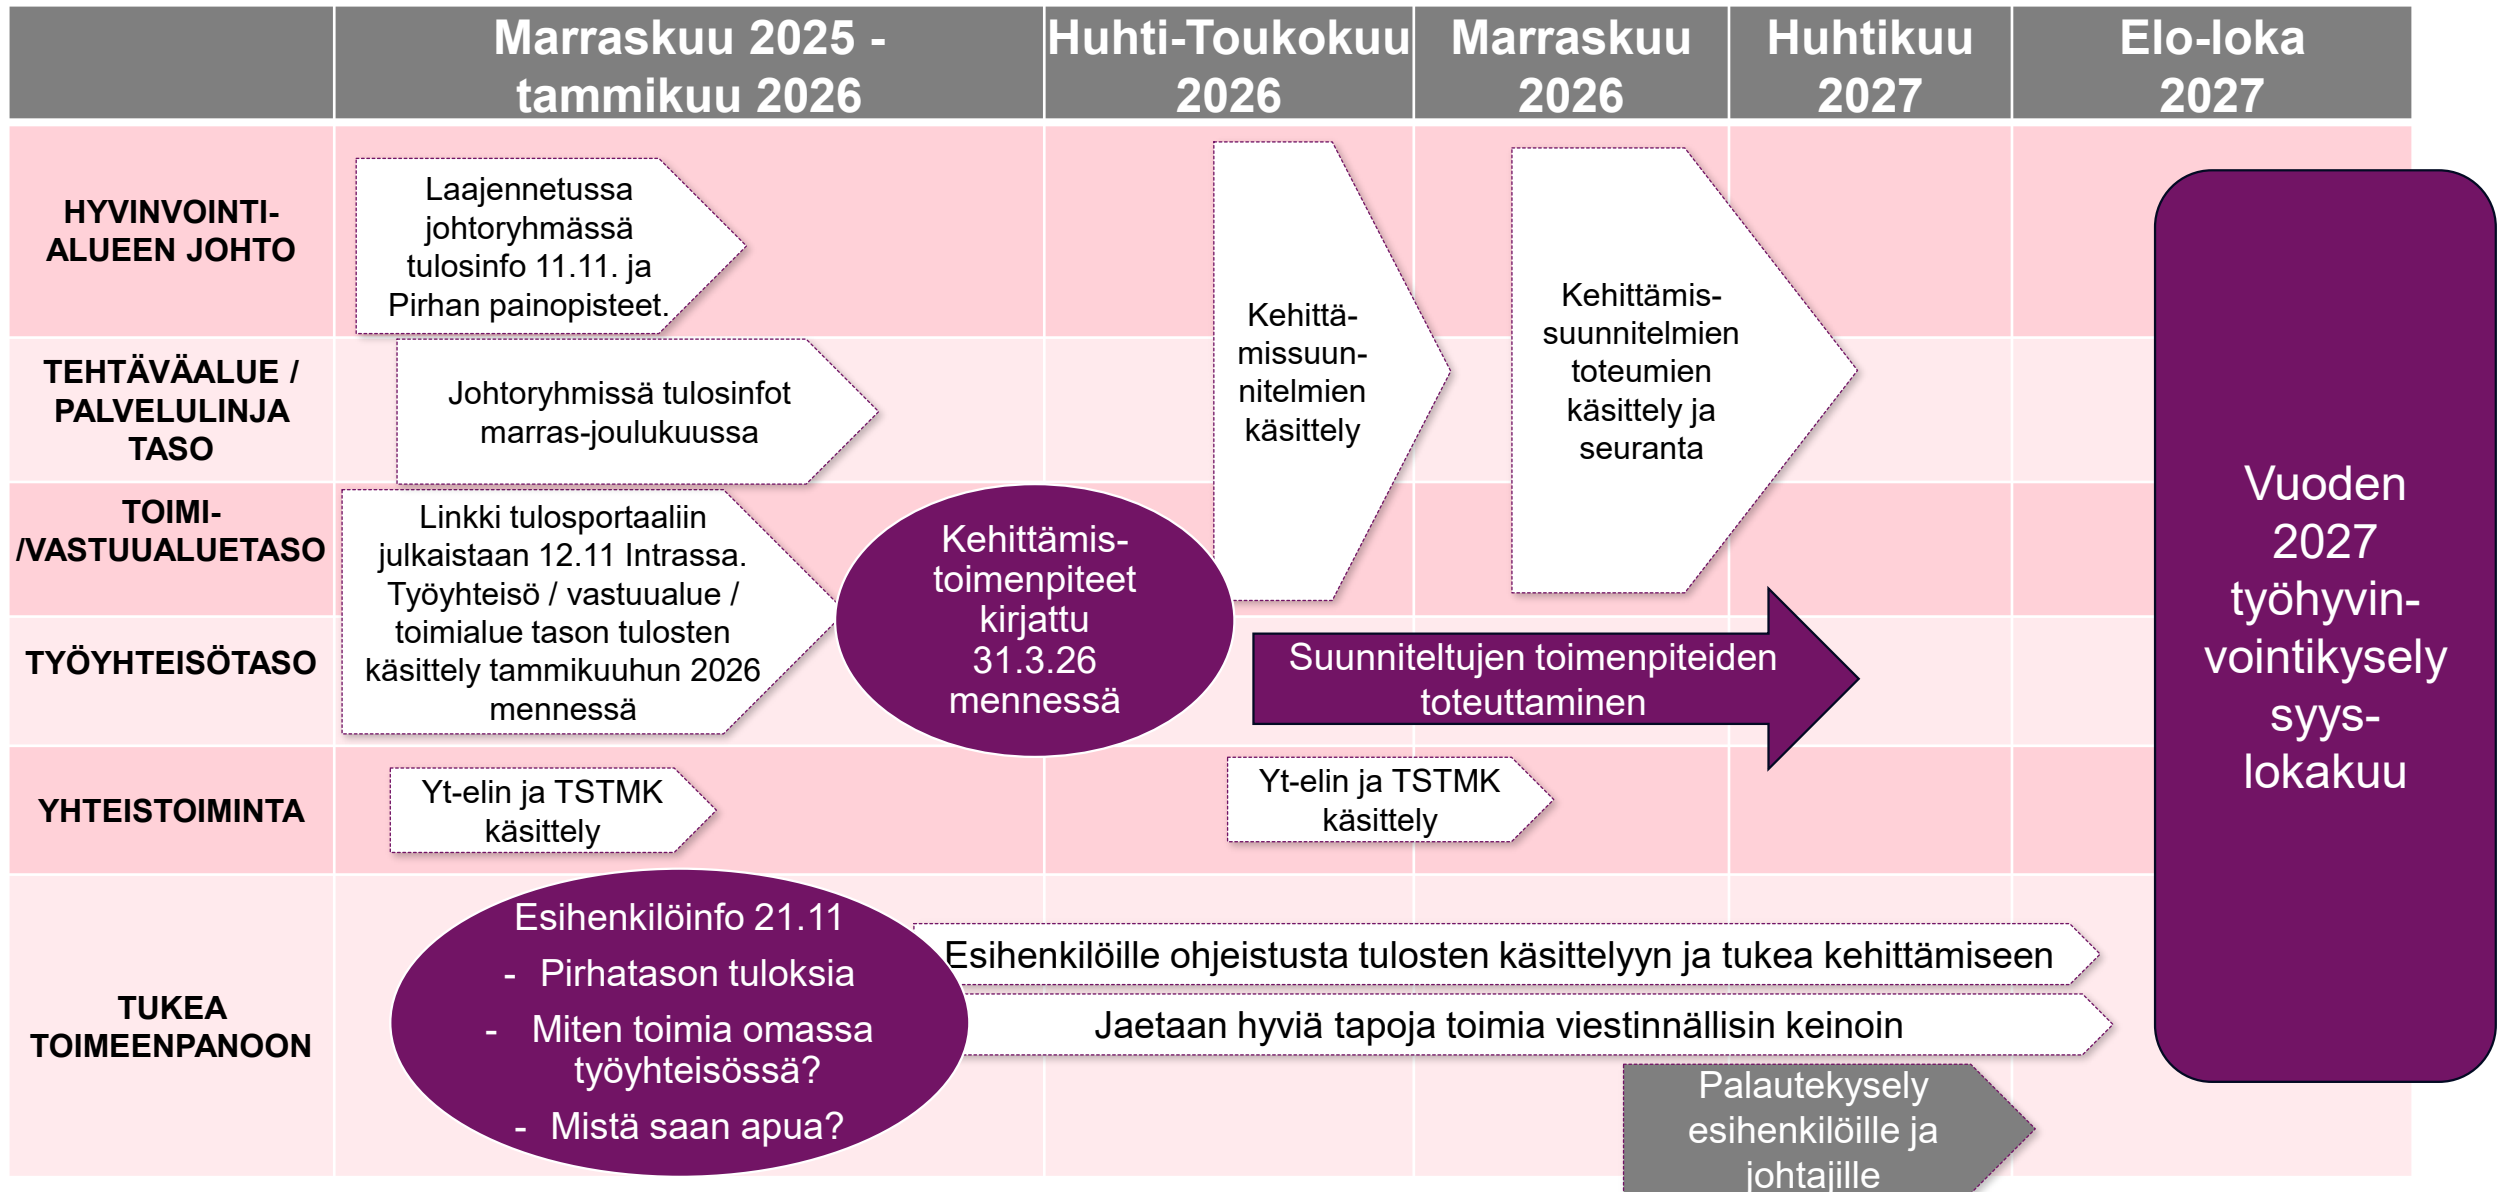 Marraskuu 2025 -
tammikuu 2026
Huhti-Toukokuu
2026
Marraskuu
2026
Huhtikuu
2027
Elo-loka
2027
HYVINVOINTI-
ALUEEN JOHTO
Laajennetussa
johtoryhmässä
tulosinfo 11.11. ja
Pirhan painopisteet.
Kehittä-
missuun-
nitelmien
käsittely
Kehittämis-
suunnitelmien
toteumien
käsittely ja
seuranta
Vuoden
2027
työhyvin-
vointikysely
syys-
lokakuu
TEHTÄVÄALUE /
PALVELULINJA
TASO
Johtoryhmissä tulosinfot
marras-joulukuussa
TOIMI-
/VASTUUALUETASO
Linkki tulosportaaliin
julkaistaan 12.11 Intrassa.
Työyhteisö / vastuualue /
toimialue tason tulosten
käsittely tammikuuhun 2026
mennessä
Kehittämis-
toimenpiteet
kirjattu
31.3.26
mennessä
TYÖYHTEISÖTASO
Suunniteltujen toimenpiteiden
toteuttaminen
YHTEISTOIMINTA
Yt-elin ja TSTMK
käsittely
Yt-elin ja TSTMK
käsittely
TUKEA
TOIMEENPANOON
Esihenkilöinfo 21.11
- Pirhatason tuloksia
- Miten toimia omassa
työyhteisössä?
- Mistä saan apua?
Esihenkilöille ohjeistusta tulosten käsittelyyn ja tukea kehittämiseen
Jaetaan hyviä tapoja toimia viestinnällisin keinoin
Palautekysely
esihenkilöille ja
johtajille